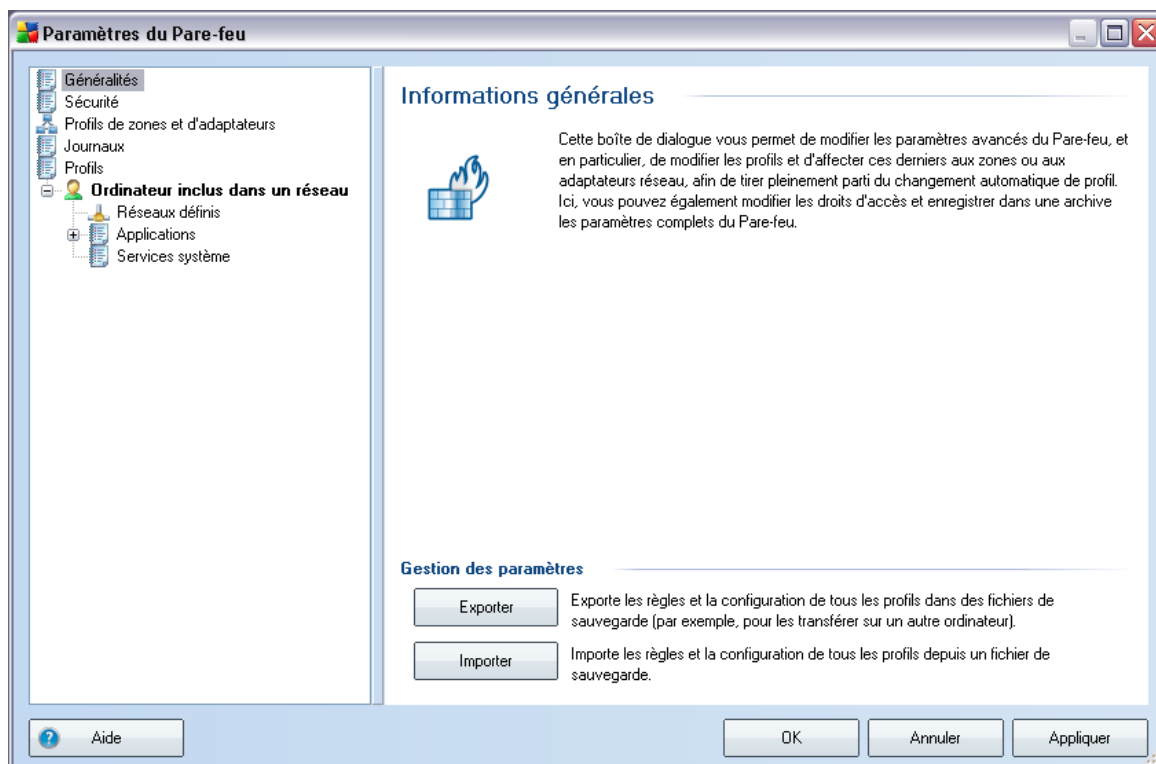 Paramètres du Pare-feu
Généralités
Sécurité
Profils de zones et d'adaptateurs
Journaux
Profils
Ordinateur inclus dans un réseau
Réseaux définis
Applications
Services système
Informations générales
Cette boîte de dialogue vous permet de modifier les paramètres avancés du Pare-feu, et
en particulier, de modifier les profils et d'affecter ces derniers aux zones ou aux
adaptateurs réseau, afin de tirer pleinement parti du changement automatique de profil.
Ici, vous pouvez également modifier les droits d'accès et enregistrer dans une archive
les paramètres complets du Pare-feu.
Gestion des paramètres
Exporter
Exporte les règles et la configuration de tous les profils dans des fichiers de
sauvegarde (par exemple, pour les transférer sur un autre ordinateur).
Importer
Importe les règles et la configuration de tous les profils depuis un fichier de
sauvegarde.
Aide
OK
Annuler
Appliquer